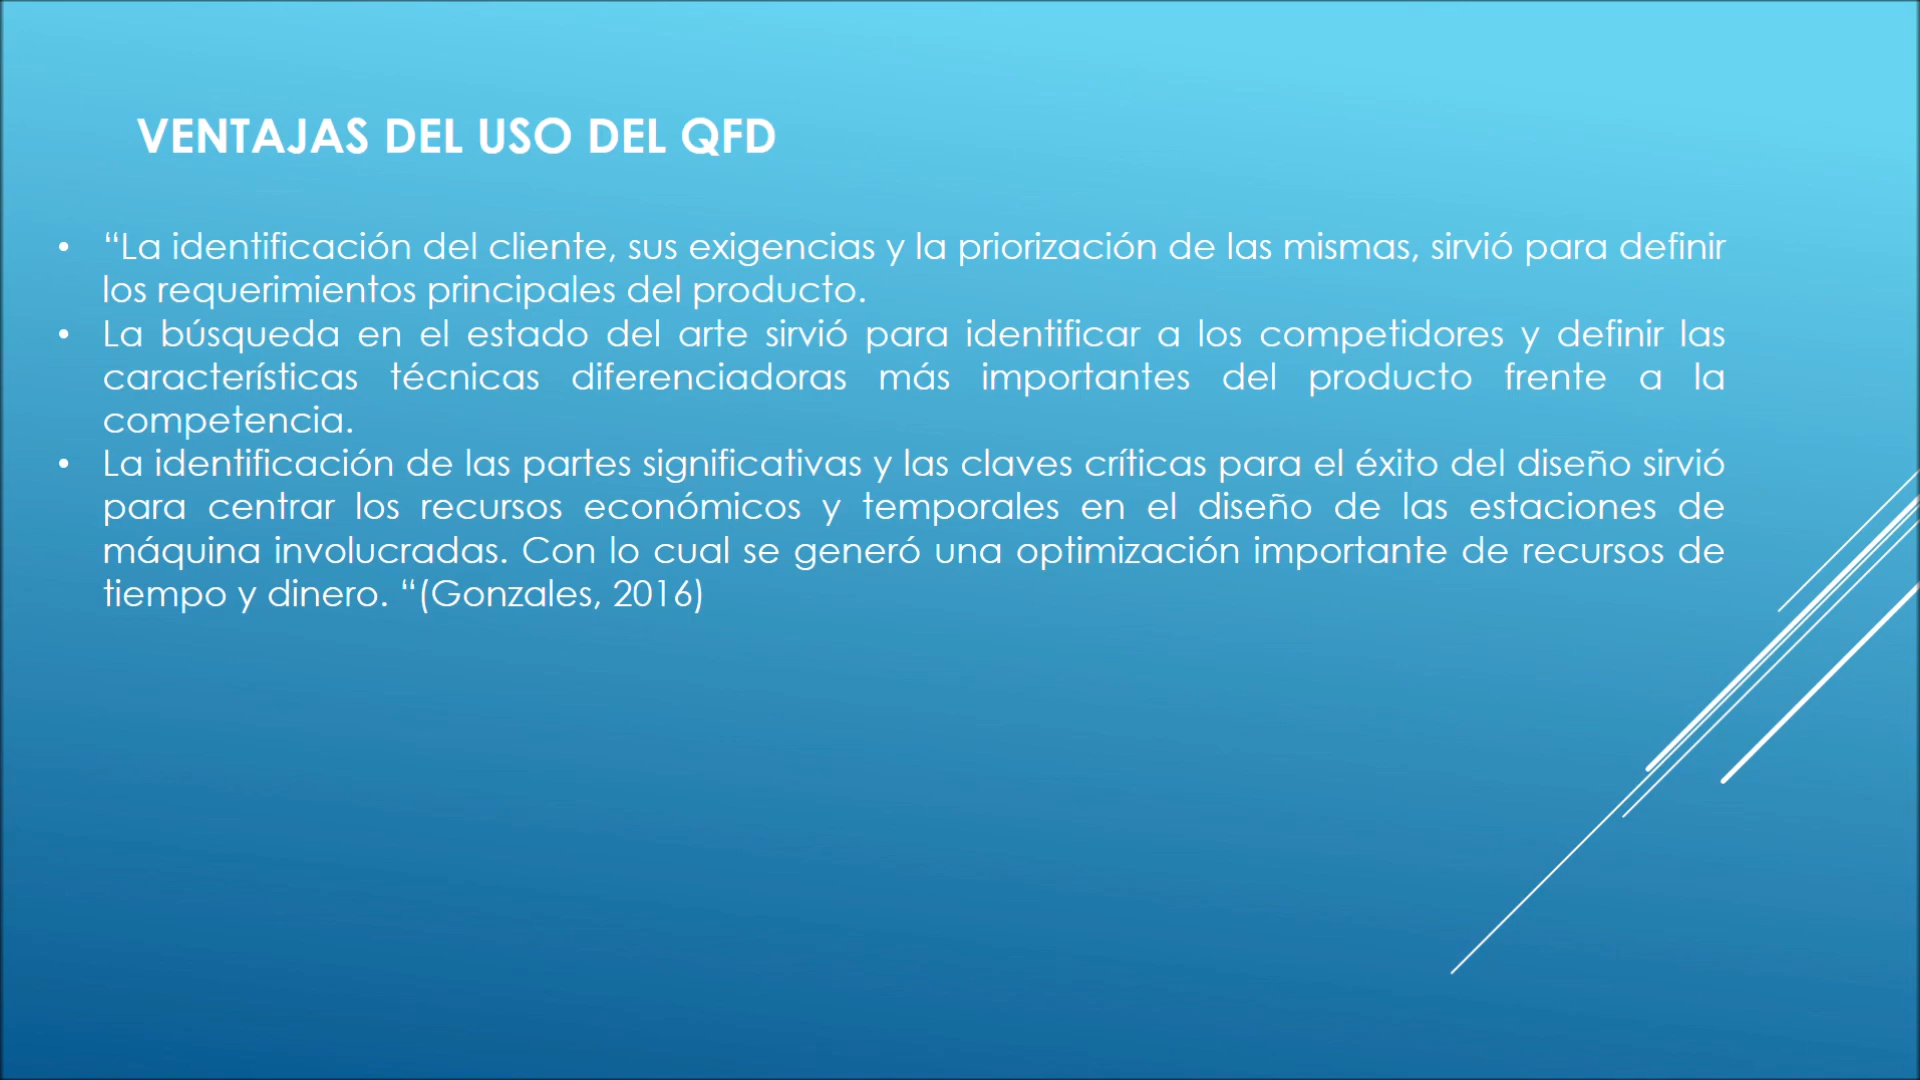 VENTAJAS DEL USO DEL QFD
• “La identificación del cliente, sus exigencias y la priorización de las mismas, sirvió para definir
los requerimientos principales del producto.
• La búsqueda en el estado del arte sirvió para identificar a los competidores y definir las
características técnicas diferenciadoras más importantes del producto frente a la
competencia.
• La identificación de las partes significativas y las claves críticas para el éxito del diseño sirvió
para centrar los recursos económicos y temporales en el diseño de las estaciones de
máquina involucradas. Con lo cual se generó una optimización importante de recursos de
tiempo y dinero. “(Gonzales, 2016)